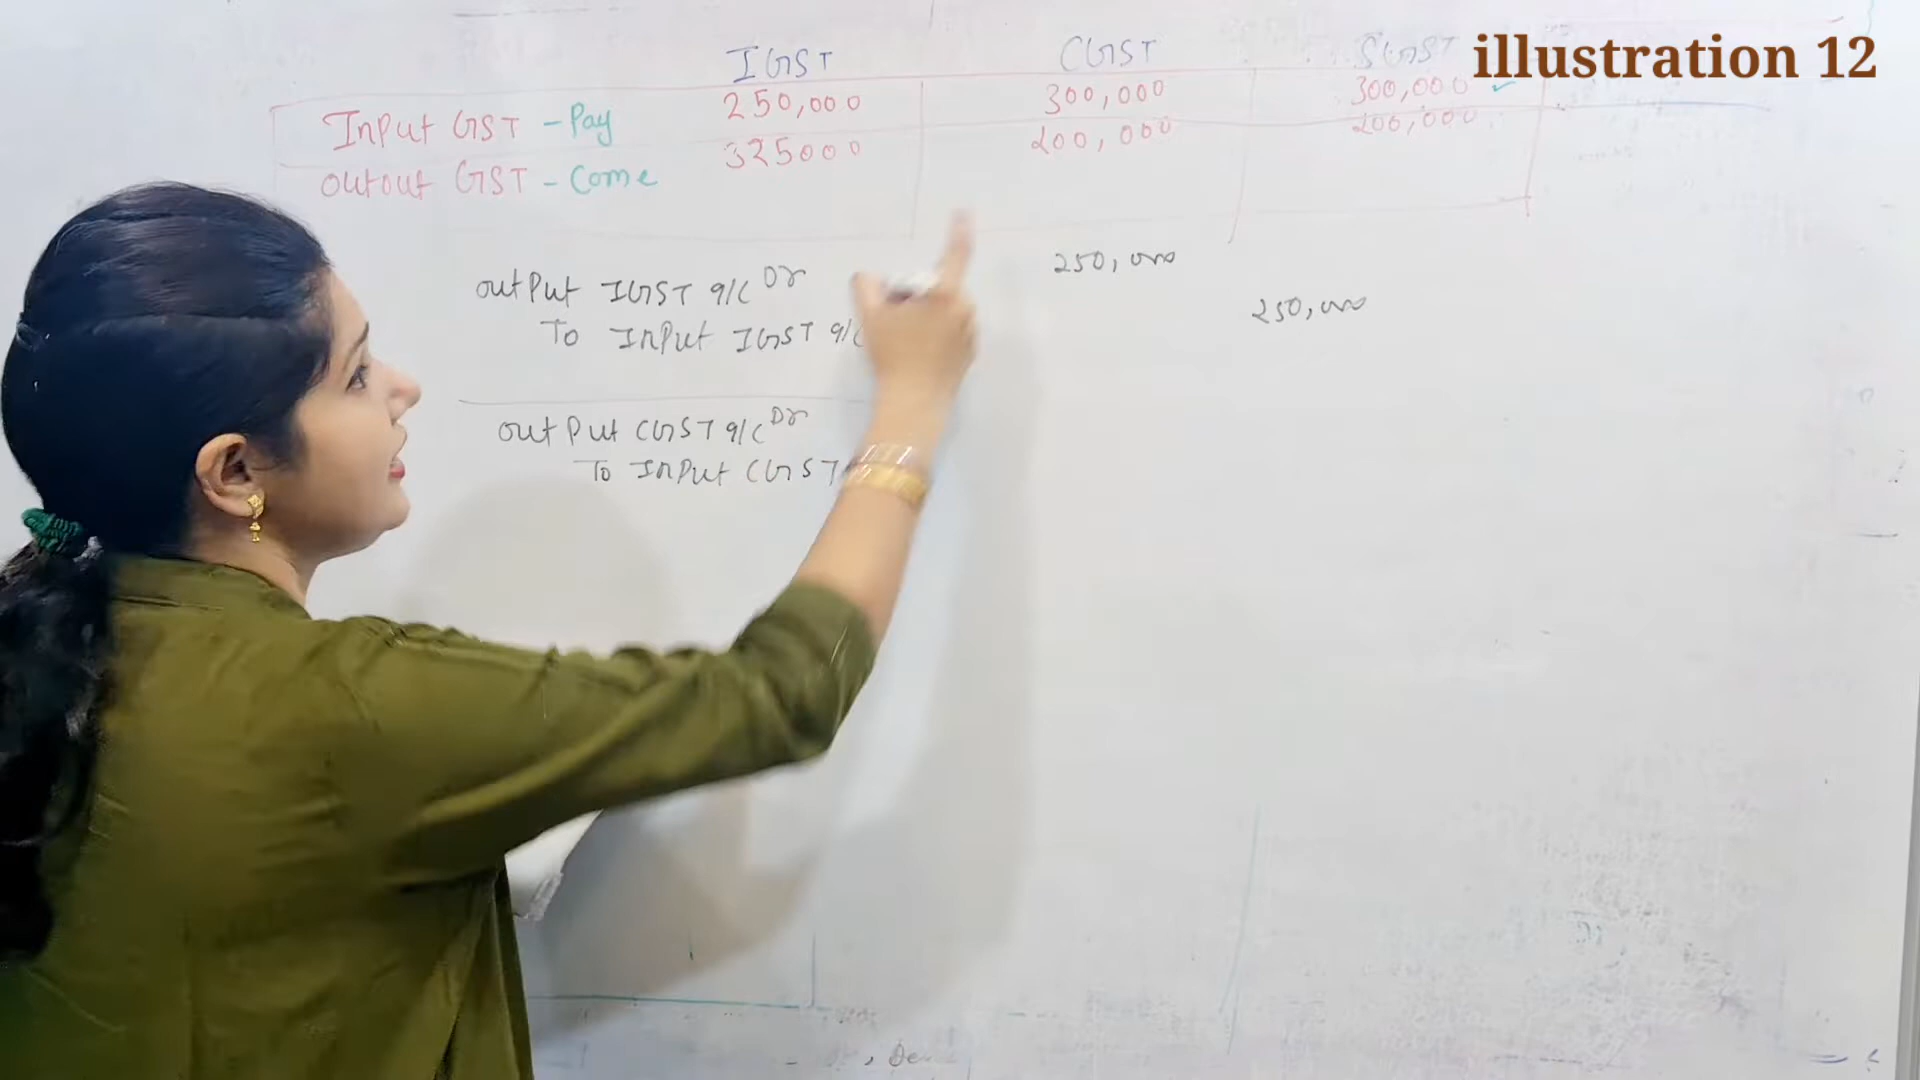 illustration 12
IGST CGST SGST
Input GST - Pay 250,000 300,000 300,000 ✓
Outout GST - Come 325000 200,000 200,000
output IGST a/c Dr 250,000
To Input IGST a/c 250,000
output CGST a/c Dr
To Input CGST